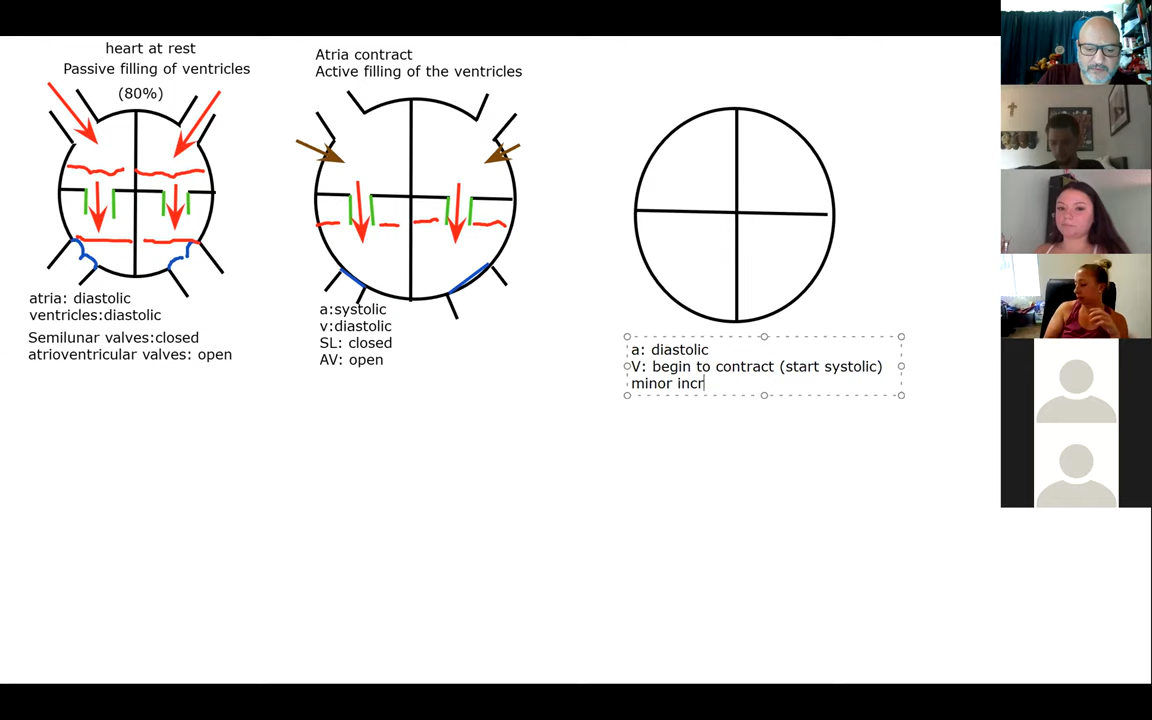 heart at rest
Passive filling of ventricles
(80%)
atria: diastolic
ventricles:diastolic
Semilunar valves:closed
atrioventricular valves: open
Atria contract
Active filling of the ventricles
a:systolic
v:diastolic
SL: closed
AV: open
a: diastolic
V: begin to contract (start systolic)
minor incr